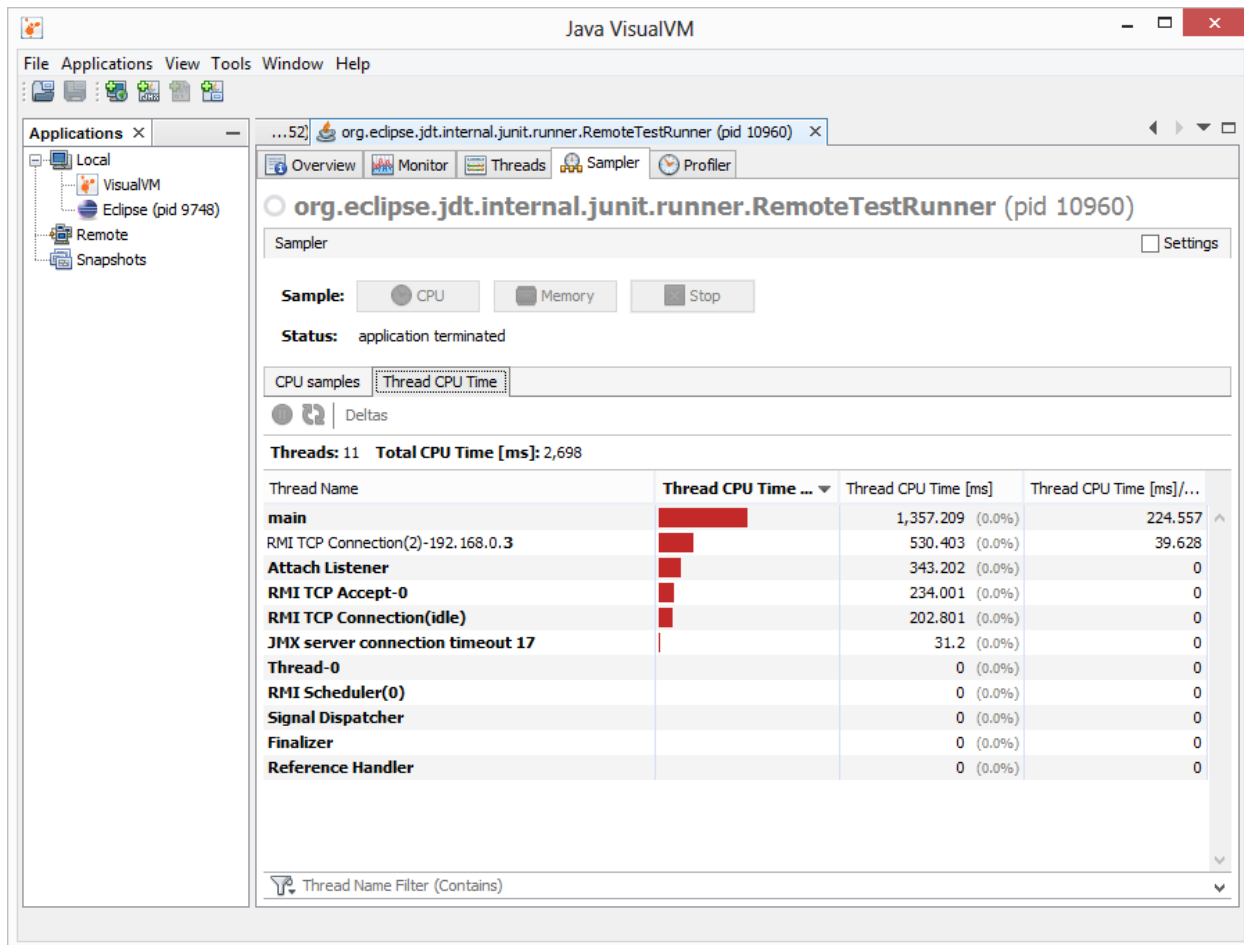 Java VisualVM
File Applications View Tools Window Help
Applications
Local
VisualVM
Eclipse (pid 9748)
Remote
Snapshots
...52) org.eclipse.jdt.internal.junit.runner.RemoteTestRunner (pid 10960)
Overview Monitor Threads Sampler Profiler
org.eclipse.jdt.internal.junit.runner.RemoteTestRunner (pid 10960)
Sampler Settings
Sample: CPU Memory Stop
Status: application terminated
CPU samples Thread CPU Time
Deltas
Threads: 11 Total CPU Time [ms]: 2,698
Thread Name Thread CPU Time ... Thread CPU Time [ms] Thread CPU Time [ms]/...
main 1,357.209 (0.0%) 224.557
RMI TCP Connection(2)-192.168.0.3 530.403 (0.0%) 39.628
Attach Listener 343.202 (0.0%) 0
RMI TCP Accept-0 234.001 (0.0%) 0
RMI TCP Connection(idle) 202.801 (0.0%) 0
JMX server connection timeout 17 31.2 (0.0%) 0
Thread-0 0 (0.0%) 0
RMI Scheduler(0) 0 (0.0%) 0
Signal Dispatcher 0 (0.0%) 0
Finalizer 0 (0.0%) 0
Reference Handler 0 (0.0%) 0
Thread Name Filter (Contains)